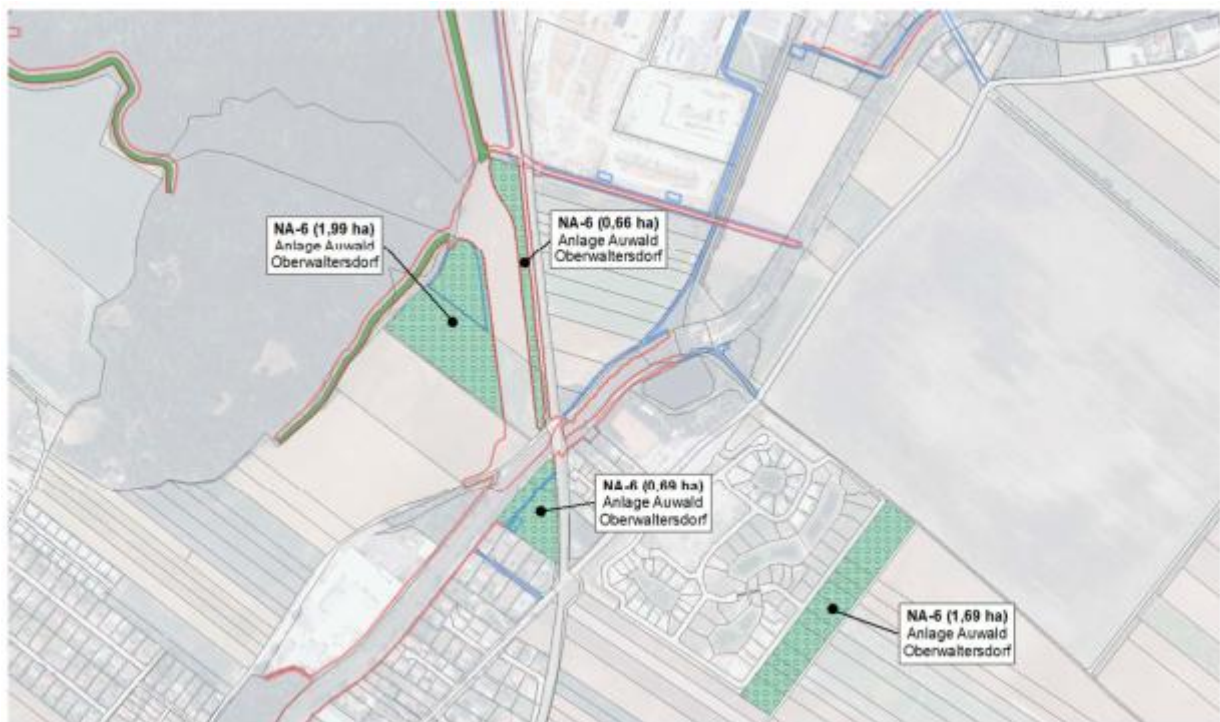 NA-6 (0,66 ha)
Anlage Auwald
Oberwaltersdorf
NA-6 (1,99 ha)
Anlage Auwald
Oberwaltersdorf
NA-6 (0,69 ha)
Anlage Auwald
Oberwaltersdorf
NA-6 (1,69 ha)
Anlage Auwald
Oberwaltersdorf